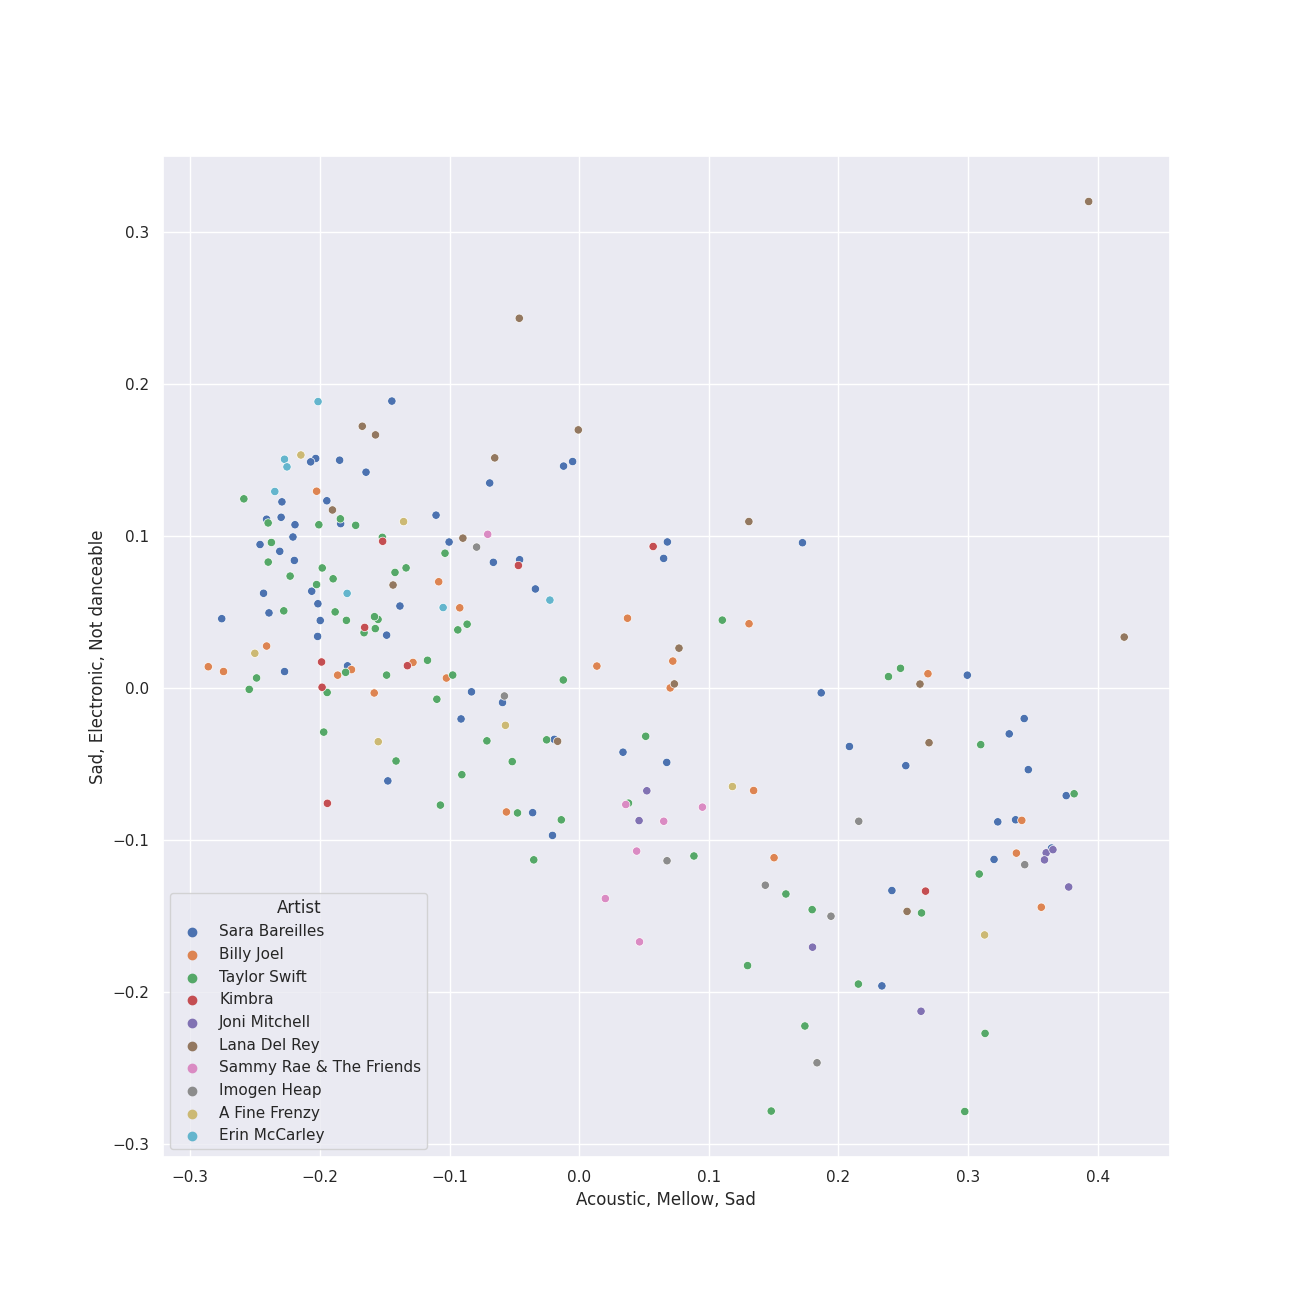 0.3
0.2
0.1
0.0
−0.1
−0.2
−0.3
Sad, Electronic, Not danceable
Artist
Sara Bareilles
Billy Joel
Taylor Swift
Kimbra
Joni Mitchell
Lana Del Rey
Sammy Rae & The Friends
Imogen Heap
A Fine Frenzy
Erin McCarley
−0.3 −0.2 −0.1 0.0 0.1 0.2 0.3 0.4
Acoustic, Mellow, Sad